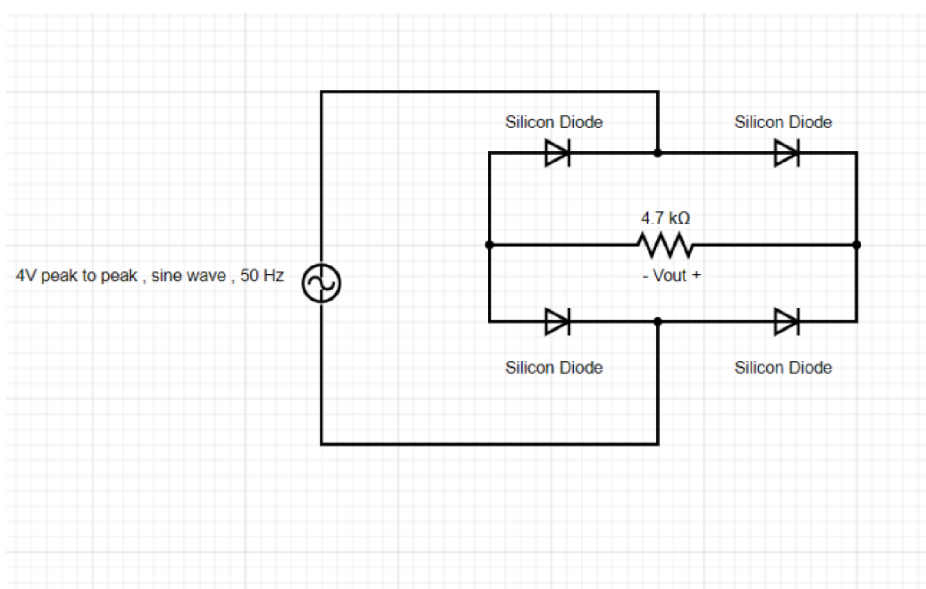 Silicon Diode
Silicon Diode
4.7 kΩ
4V peak to peak , sine wave , 50 Hz
- Vout +
Silicon Diode
Silicon Diode